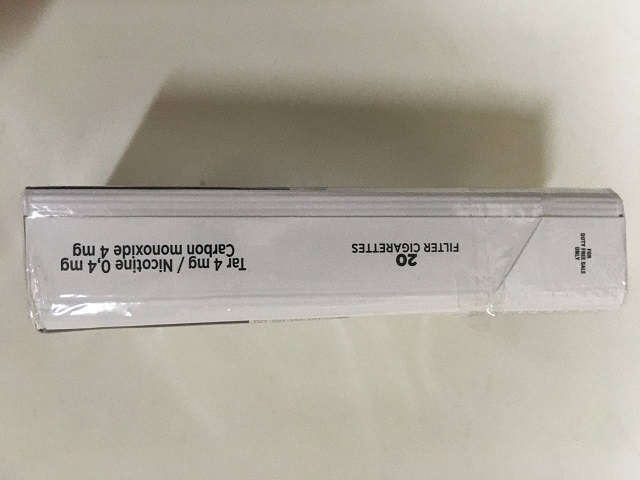 Tar 4 mg / Nicotine 0,4 mg
Carbon monoxide 4 mg
20
FILTER CIGARETTES
FOR
DUTY FREE SALE
ONLY